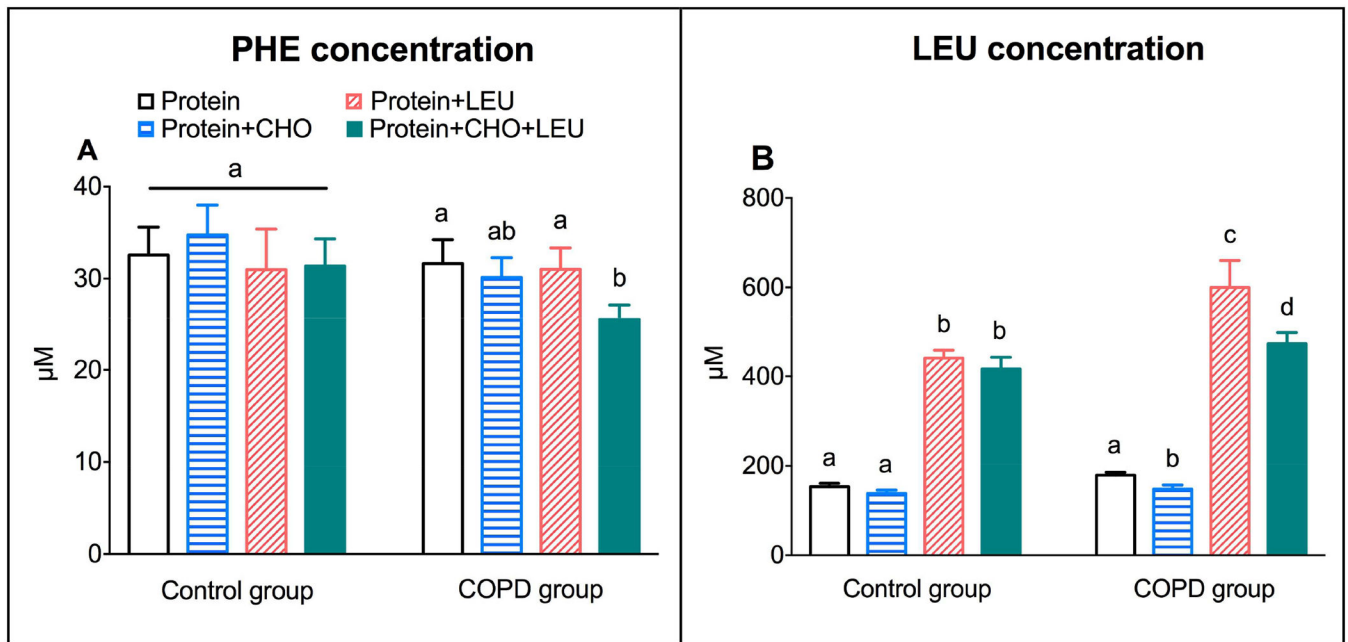 PHE concentration
Protein
Protein+LEU
Protein+CHO
Protein+CHO+LEU
A
a
40
30
20
10
0
µM
a
ab
a
b
Control group
COPD group
LEU concentration
B
800
600
400
200
0
µM
a
a
b
b
a
b
c
d
Control group
COPD group